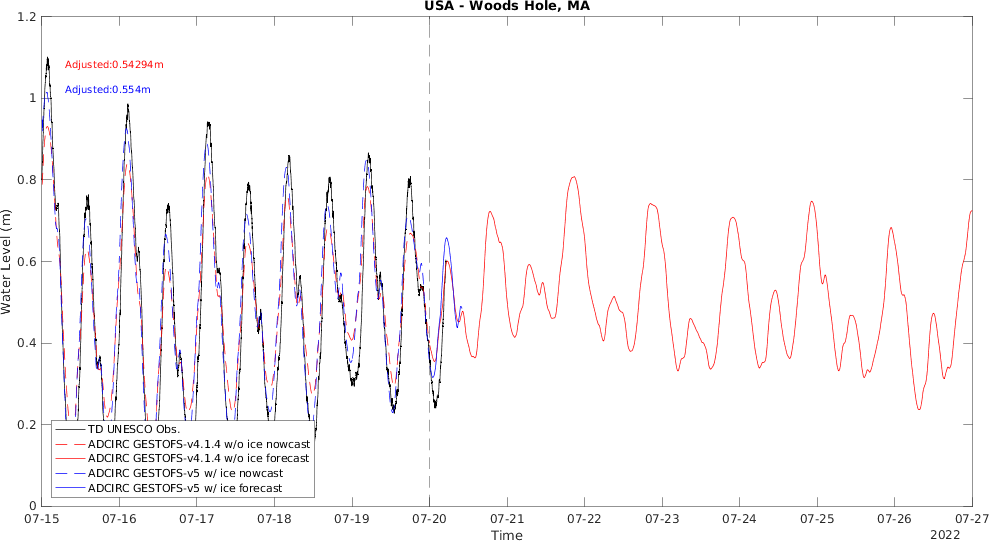 USA - Woods Hole, MA
Adjusted:0.54294m
Adjusted:0.554m
Water Level (m)
1.2
1
0.8
0.6
0.4
0.2
0
TD UNESCO Obs.
ADCIRC GESTOFS-v4.1.4 w/o ice nowcast
ADCIRC GESTOFS-v4.1.4 w/o ice forecast
ADCIRC GESTOFS-v5 w/ ice nowcast
ADCIRC GESTOFS-v5 w/ ice forecast
07-15 07-16 07-17 07-18 07-19 07-20 07-21 07-22 07-23 07-24 07-25 07-26 07-27
Time
2022